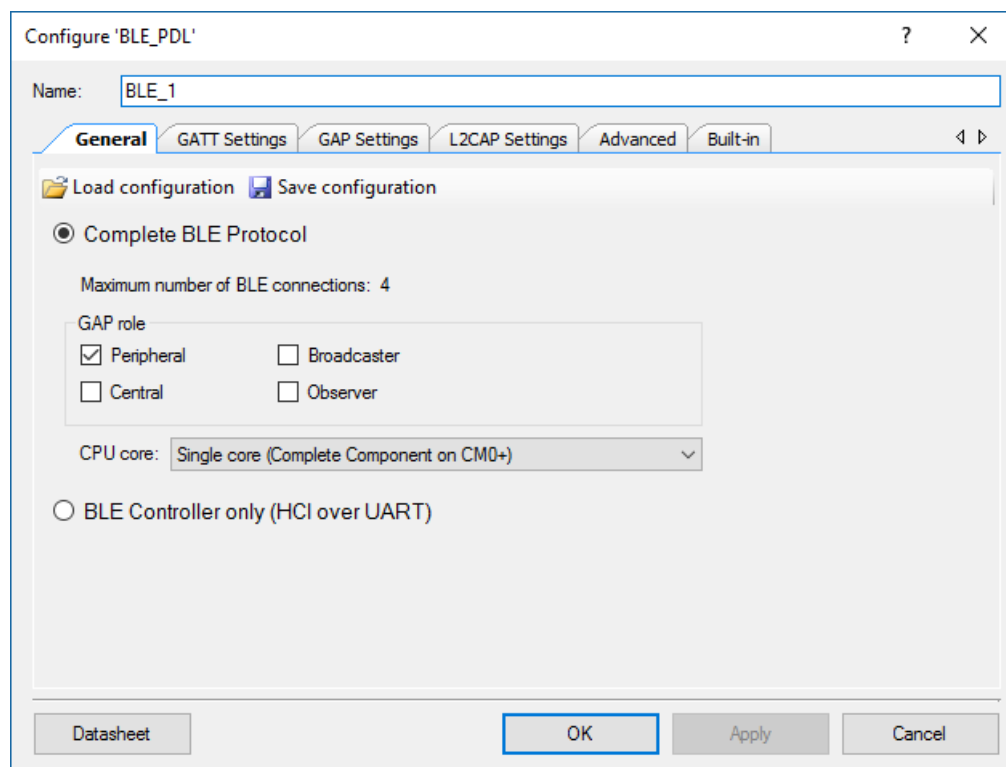 Configure 'BLE_PDL'
?
Name: BLE_1
General GATT Settings GAP Settings L2CAP Settings Advanced Built-in
Load configuration Save configuration
Complete BLE Protocol
Maximum number of BLE connections: 4
GAP role
Peripheral Broadcaster
Central Observer
CPU core: Single core (Complete Component on CM0+)
BLE Controller only (HCI over UART)
Datasheet OK Apply Cancel